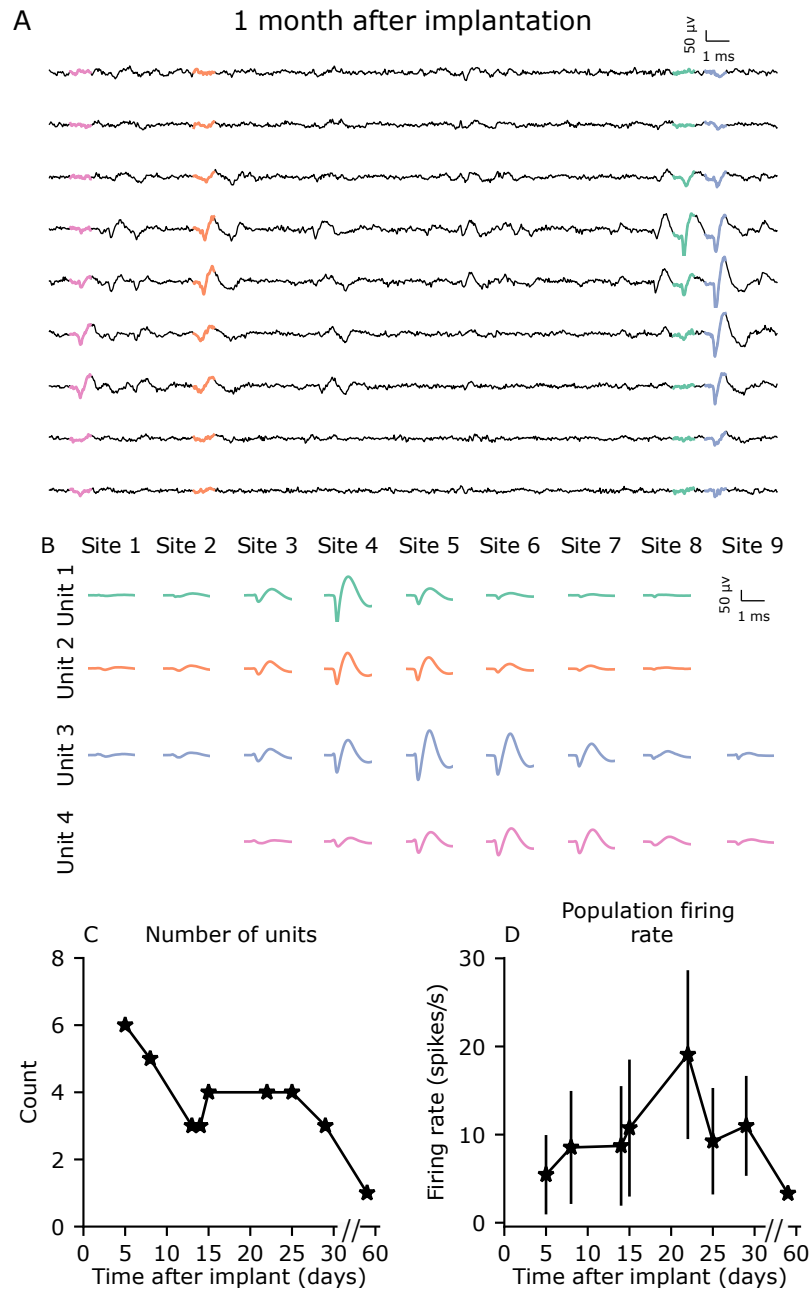 A
1 month after implantation
50 μv
1 ms
B
Site 1 Site 2 Site 3 Site 4 Site 5 Site 6 Site 7 Site 8 Site 9
Unit 1
50 μv
1 ms
Unit 2
Unit 3
Unit 4
C Number of units
8
6
4
2
0
Count
0 5 10 15 20 25 30 // 60
Time after implant (days)
D Population firing
rate
30
20
10
0
Firing rate (spikes/s)
0 5 10 15 20 25 30 // 60
Time after implant (days)